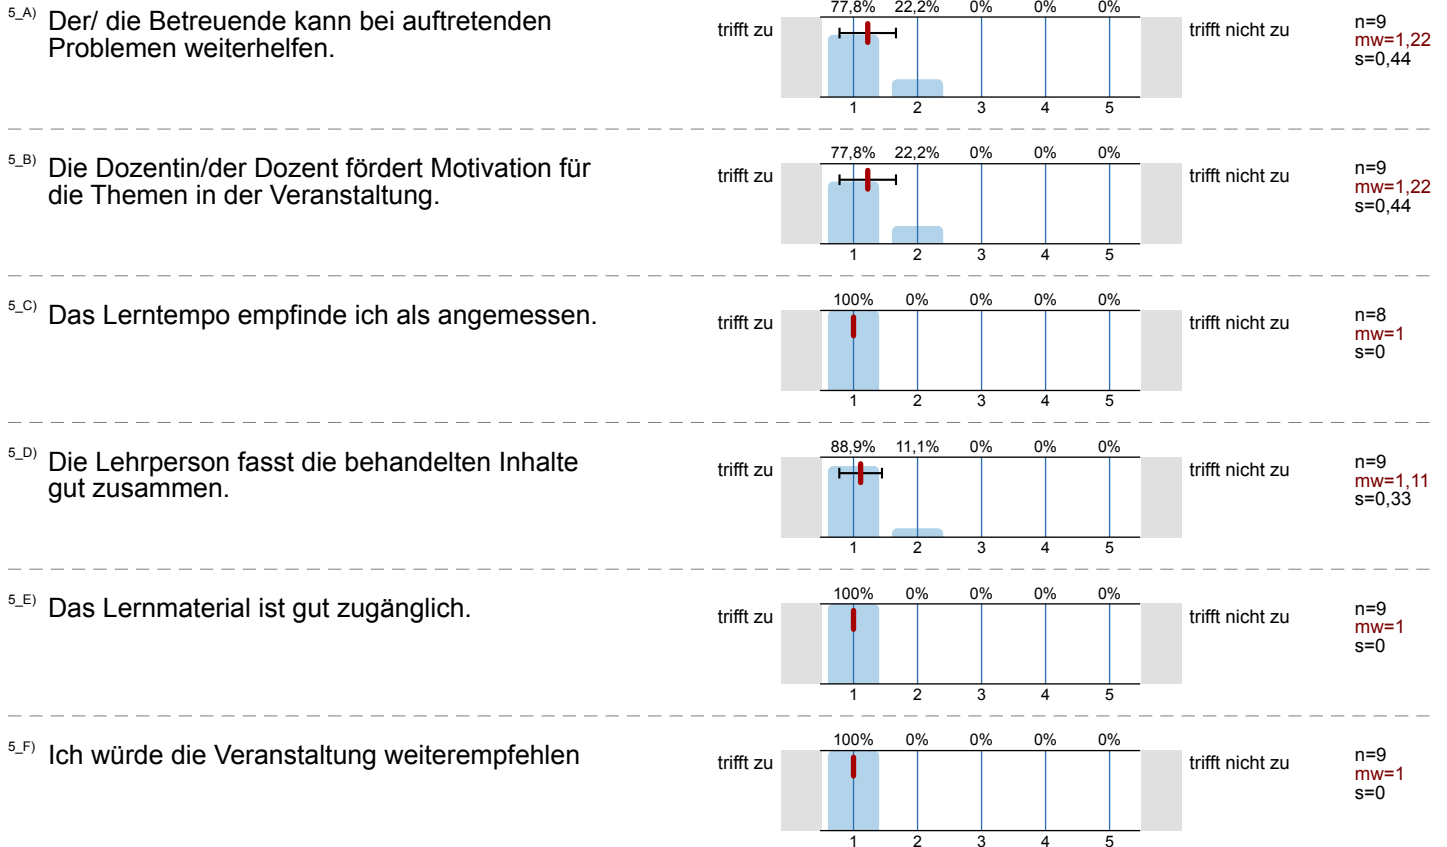 5_A) Der/ die Betreuende kann bei auftretenden
Problemen weiterhelfen.
trifft zu
77,8% 22,2% 0% 0% 0%
1 2 3 4 5
trifft nicht zu
n=9
mw=1,22
s=0,44
5_B) Die Dozentin/der Dozent fördert Motivation für
die Themen in der Veranstaltung.
trifft zu
77,8% 22,2% 0% 0% 0%
1 2 3 4 5
trifft nicht zu
n=9
mw=1,22
s=0,44
5_C) Das Lerntempo empfinde ich als angemessen.
trifft zu
100% 0% 0% 0% 0%
1 2 3 4 5
trifft nicht zu
n=8
mw=1
s=0
5_D) Die Lehrperson fasst die behandelten Inhalte
gut zusammen.
trifft zu
88,9% 11,1% 0% 0% 0%
1 2 3 4 5
trifft nicht zu
n=9
mw=1,11
s=0,33
5_E) Das Lernmaterial ist gut zugänglich.
trifft zu
100% 0% 0% 0% 0%
1 2 3 4 5
trifft nicht zu
n=9
mw=1
s=0
5_F) Ich würde die Veranstaltung weiterempfehlen
trifft zu
100% 0% 0% 0% 0%
1 2 3 4 5
trifft nicht zu
n=9
mw=1
s=0